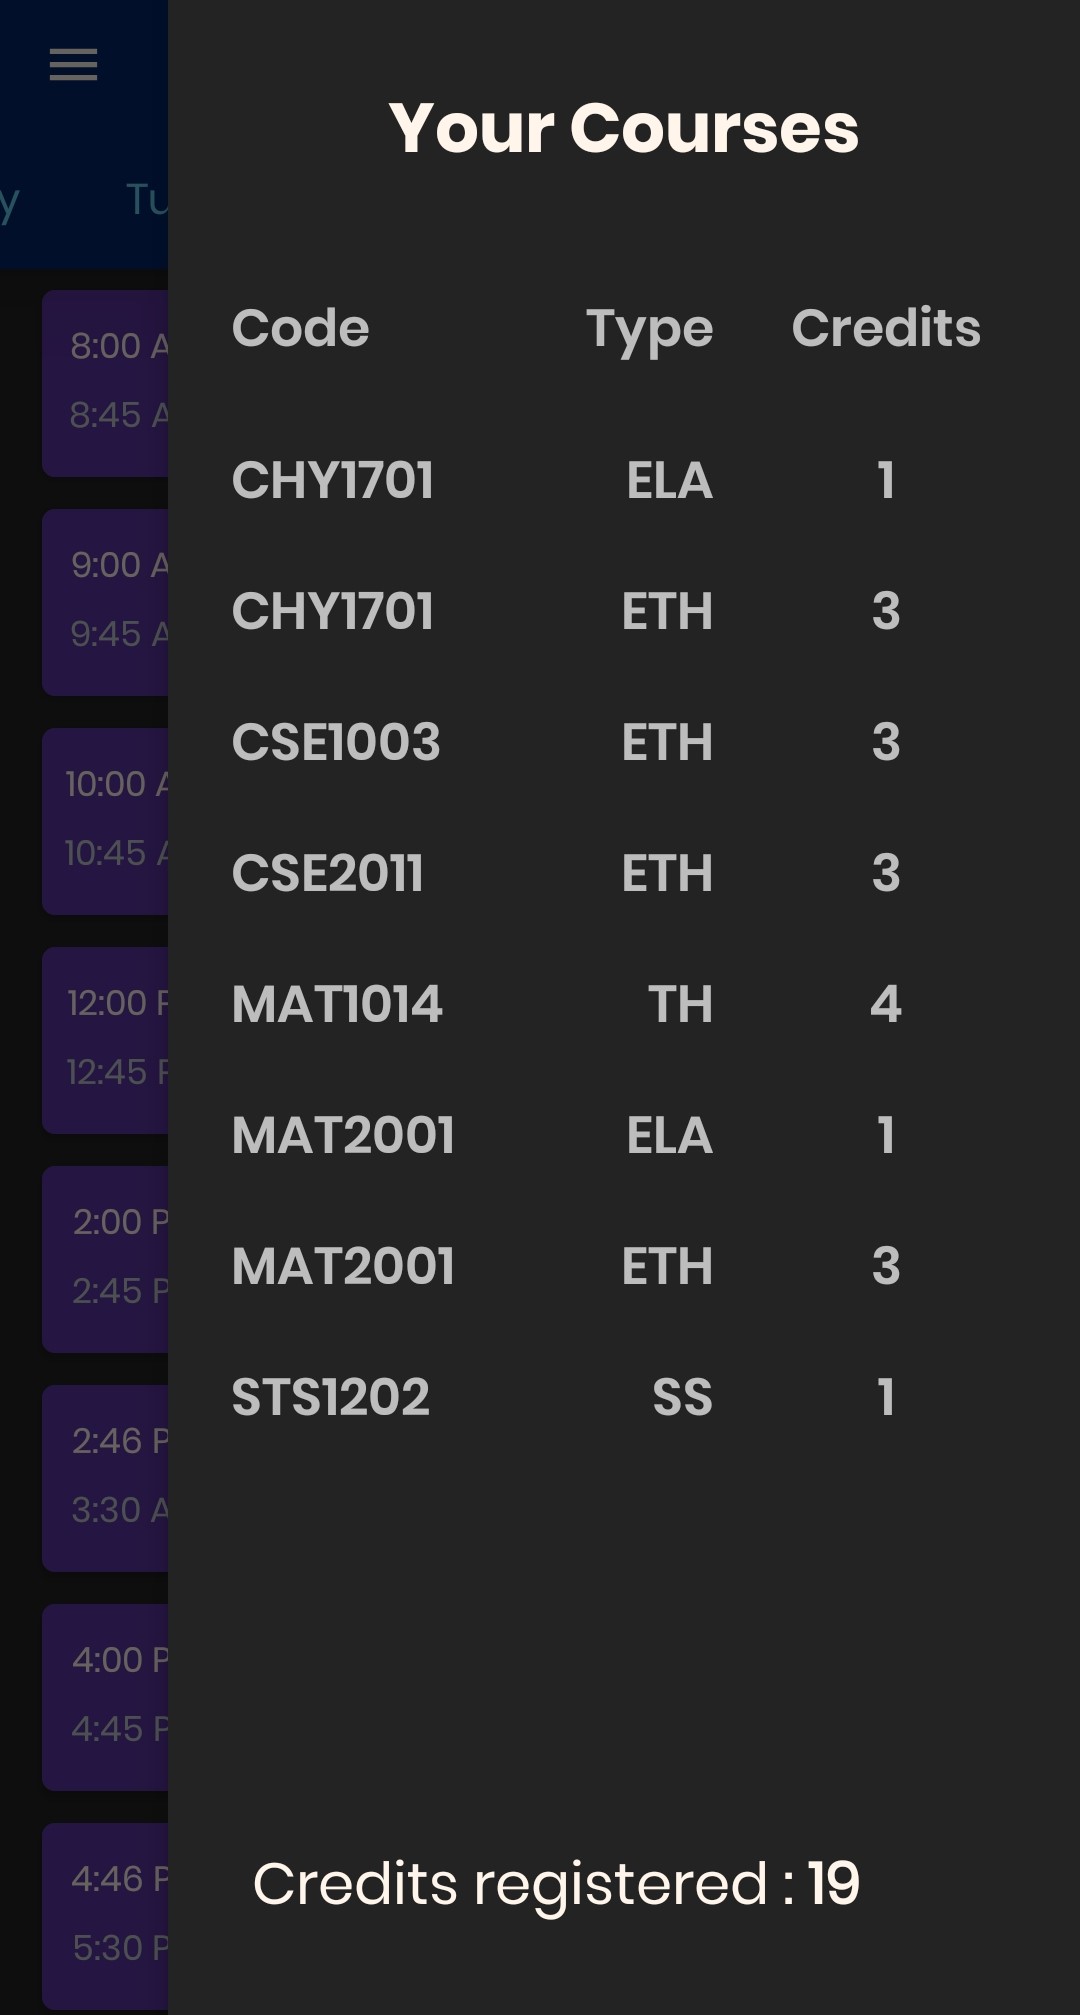 Your Courses
y Tu
Code Type Credits
CHY1701 ELA 1
CHY1701 ETH 3
CSE1003 ETH 3
CSE2011 ETH 3
MAT1014 TH 4
MAT2001 ELA 1
MAT2001 ETH 3
STS1202 SS 1
Credits registered : 19
8:00 A
8:45 A
9:00 A
9:45 A
10:00 A
10:45 A
12:00 P
12:45 P
2:00 P
2:45 P
2:46 P
3:30 A
4:00 P
4:45 P
4:46 P
5:30 P